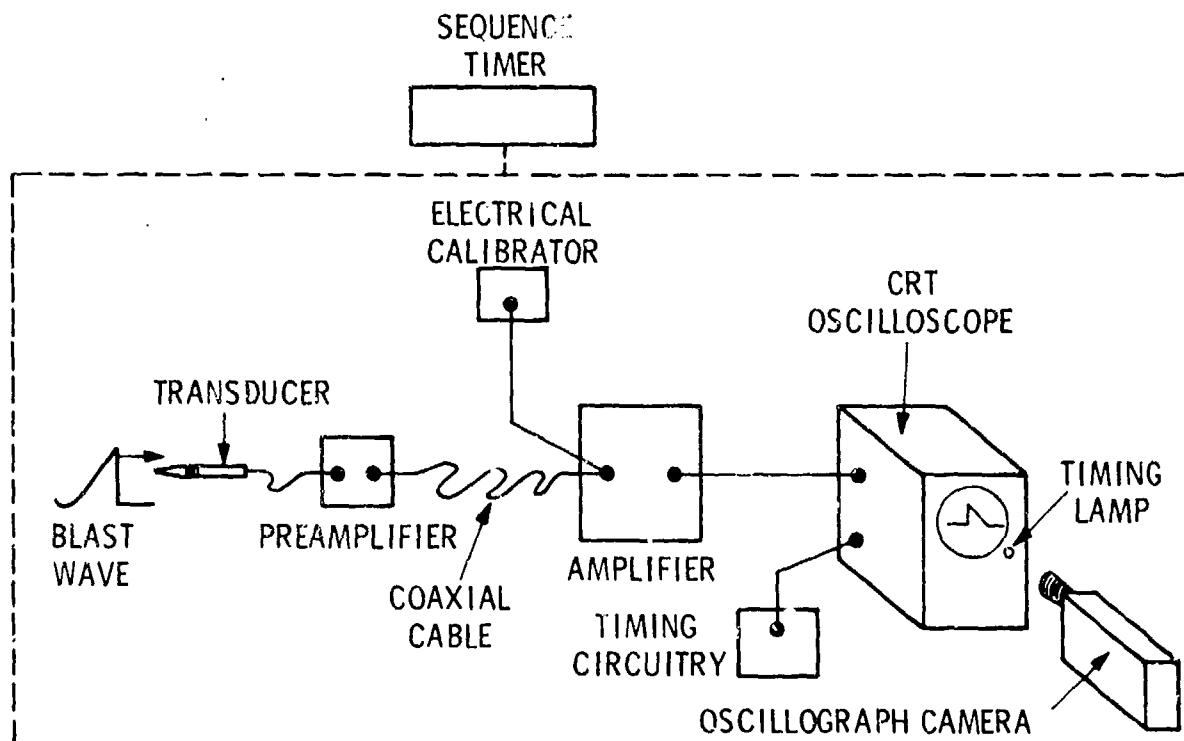 SEQUENCE
TIMER
ELECTRICAL
CALIBRATOR
CRT
OSCILLOSCOPE
TRANSDUCER
TIMING
LAMP
BLAST
WAVE
PREAMPLIFIER
COAXIAL
CABLE
AMPLIFIER
TIMING
CIRCUITRY
OSCILLOGRAPH CAMERA